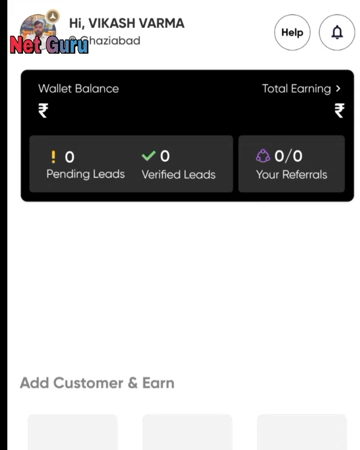 Hi, VIKASH VARMA
Ghaziabad
Net Guru
Help
Wallet Balance
Total Earning >
₹
₹
! 0
Pending Leads
0
Verified Leads
0/0
Your Referrals
Add Customer & Earn